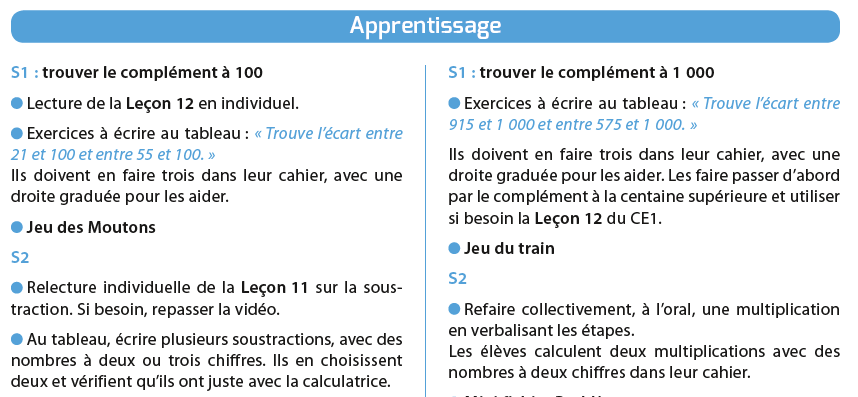 Apprentissage
S1 : trouver le complément à 100
● Lecture de la Leçon 12 en individuel.
● Exercices à écrire au tableau : « Trouve l’écart entre
21 et 100 et entre 55 et 100. »
Ils doivent en faire trois dans leur cahier, avec une
droite graduée pour les aider.
● Jeu des Moutons
S2
● Relecture individuelle de la Leçon 11 sur la sous-
traction. Si besoin, repasser la vidéo.
● Au tableau, écrire plusieurs soustractions, avec des
nombres à deux ou trois chiffres. Ils en choisissent
deux et vérifient qu’ils ont juste avec la calculatrice.
S1 : trouver le complément à 1 000
● Exercices à écrire au tableau : « Trouve l’écart entre
915 et 1 000 et entre 575 et 1 000. »
Ils doivent en faire trois dans leur cahier, avec une
droite graduée pour les aider. Les faire passer d’abord
par le complément à la centaine supérieure et utiliser
si besoin la Leçon 12 du CE1.
● Jeu du train
S2
● Refaire collectivement, à l’oral, une multiplication
en verbalisant les étapes.
Les élèves calculent deux multiplications avec des
nombres à deux chiffres dans leur cahier.